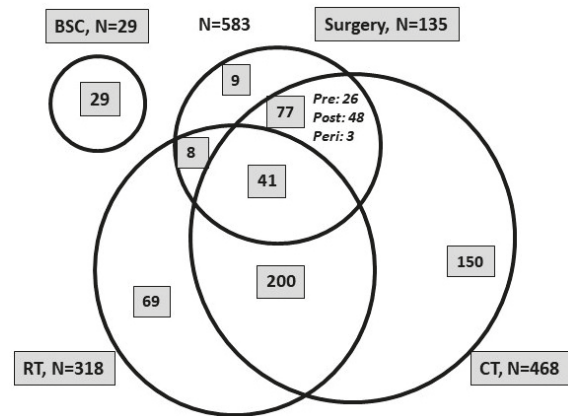 BSC, N=29
N=583
Surgery, N=135
29
9
77
Pre: 26
Post: 48
Peri: 3
8
41
69
200
150
RT, N=318
CT, N=468